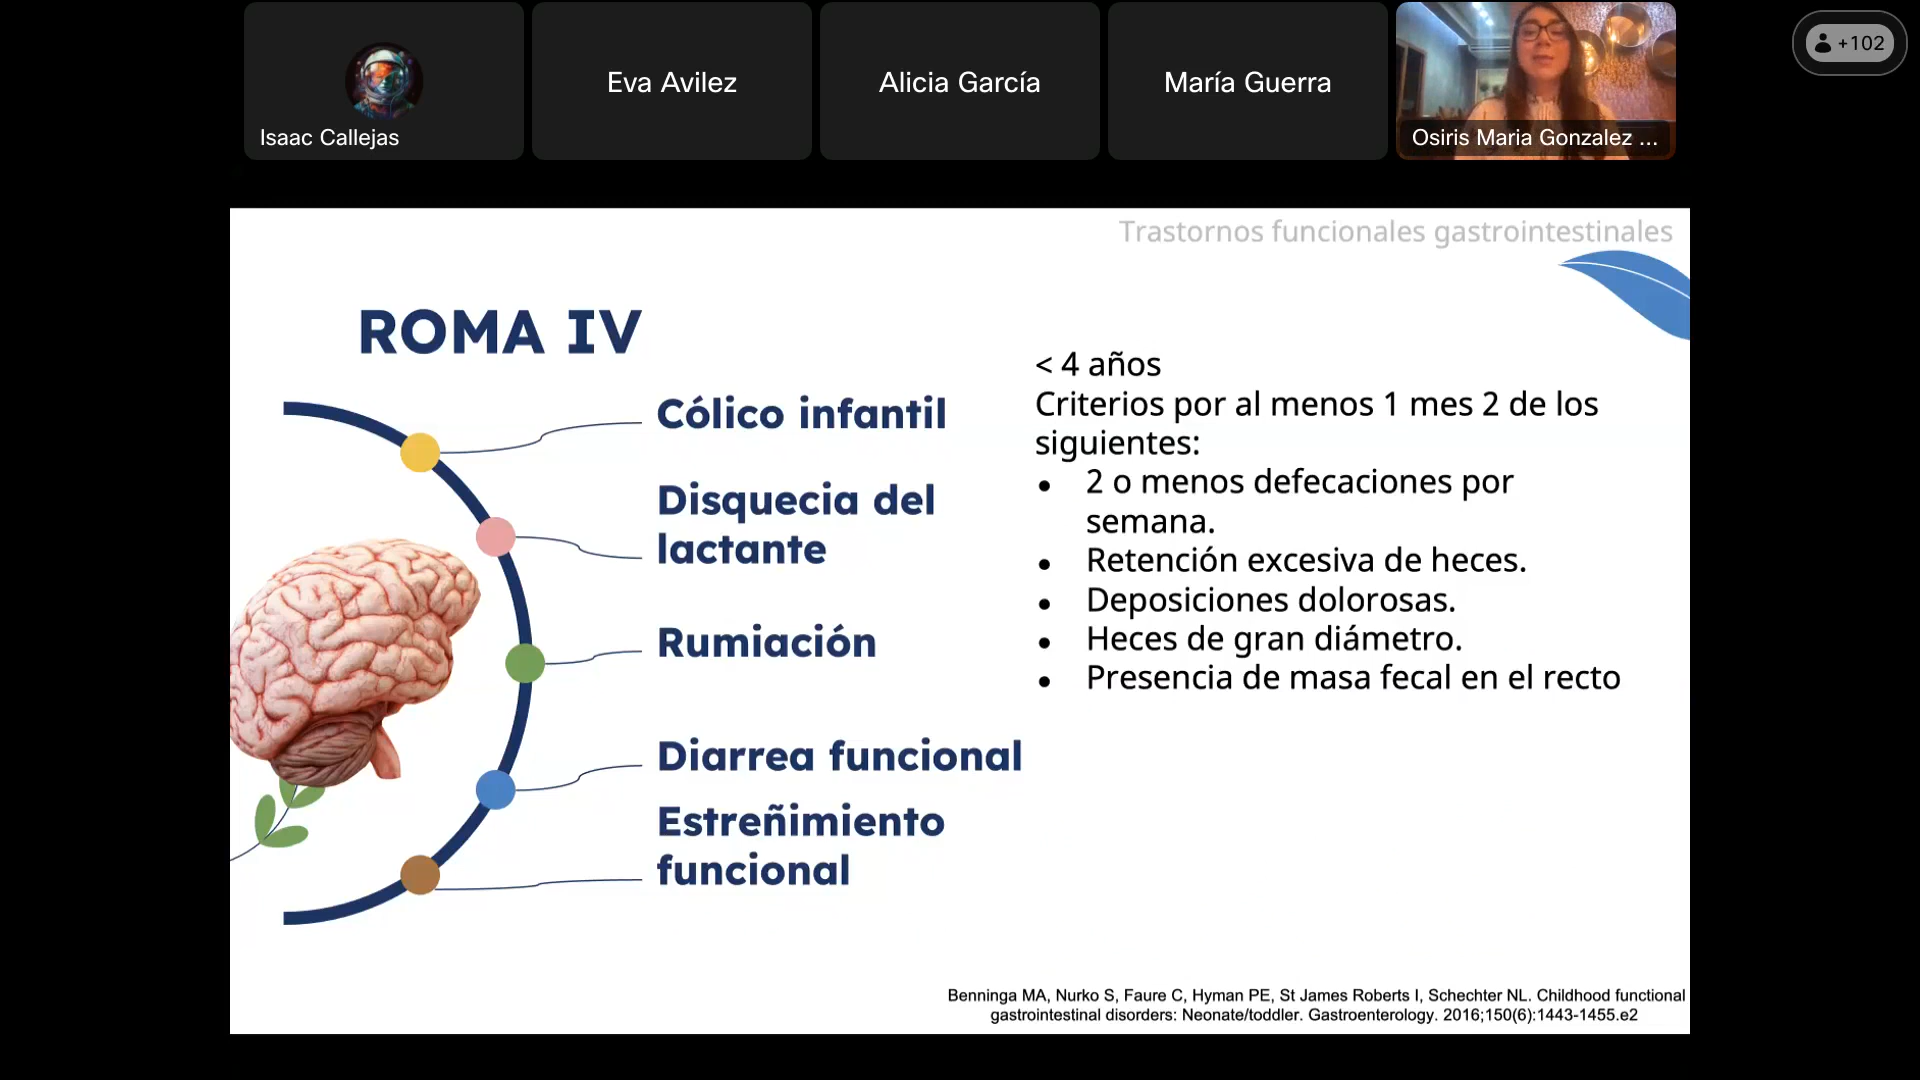 Isaac Callejas
Eva Avilez
Alicia García
María Guerra
Osiris Maria Gonzalez ...
+102
Trastornos funcionales gastrointestinales
ROMA IV
Cólico infantil
Disquecia del
lactante
Rumiación
Diarrea funcional
Estreñimiento
funcional
< 4 años
Criterios por al menos 1 mes 2 de los
siguientes:
● 2 o menos defecaciones por
semana.
● Retención excesiva de heces.
● Deposiciones dolorosas.
● Heces de gran diámetro.
● Presencia de masa fecal en el recto
Benninga MA, Nurko S, Faure C, Hyman PE, St James Roberts I, Schechter NL. Childhood functional
gastrointestinal disorders: Neonate/toddler. Gastroenterology. 2016;150(6):1443-1455.e2